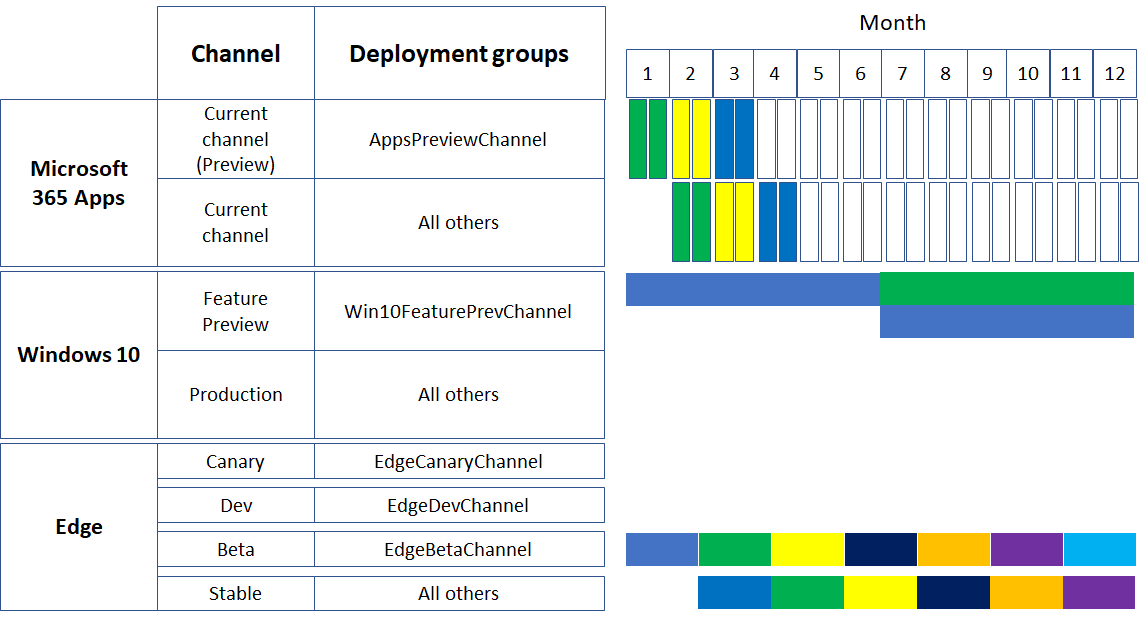 Month
Channel
Deployment groups
1 2 3 4 5 6 7 8 9 10 11 12
Microsoft
365 Apps
Current
channel
(Preview)
AppsPreviewChannel
Current
channel
All others
Windows 10
Feature
Preview
Win10FeaturePrevChannel
Production
All others
Edge
Canary
EdgeCanaryChannel
Dev
EdgeDevChannel
Beta
EdgeBetaChannel
Stable
All others